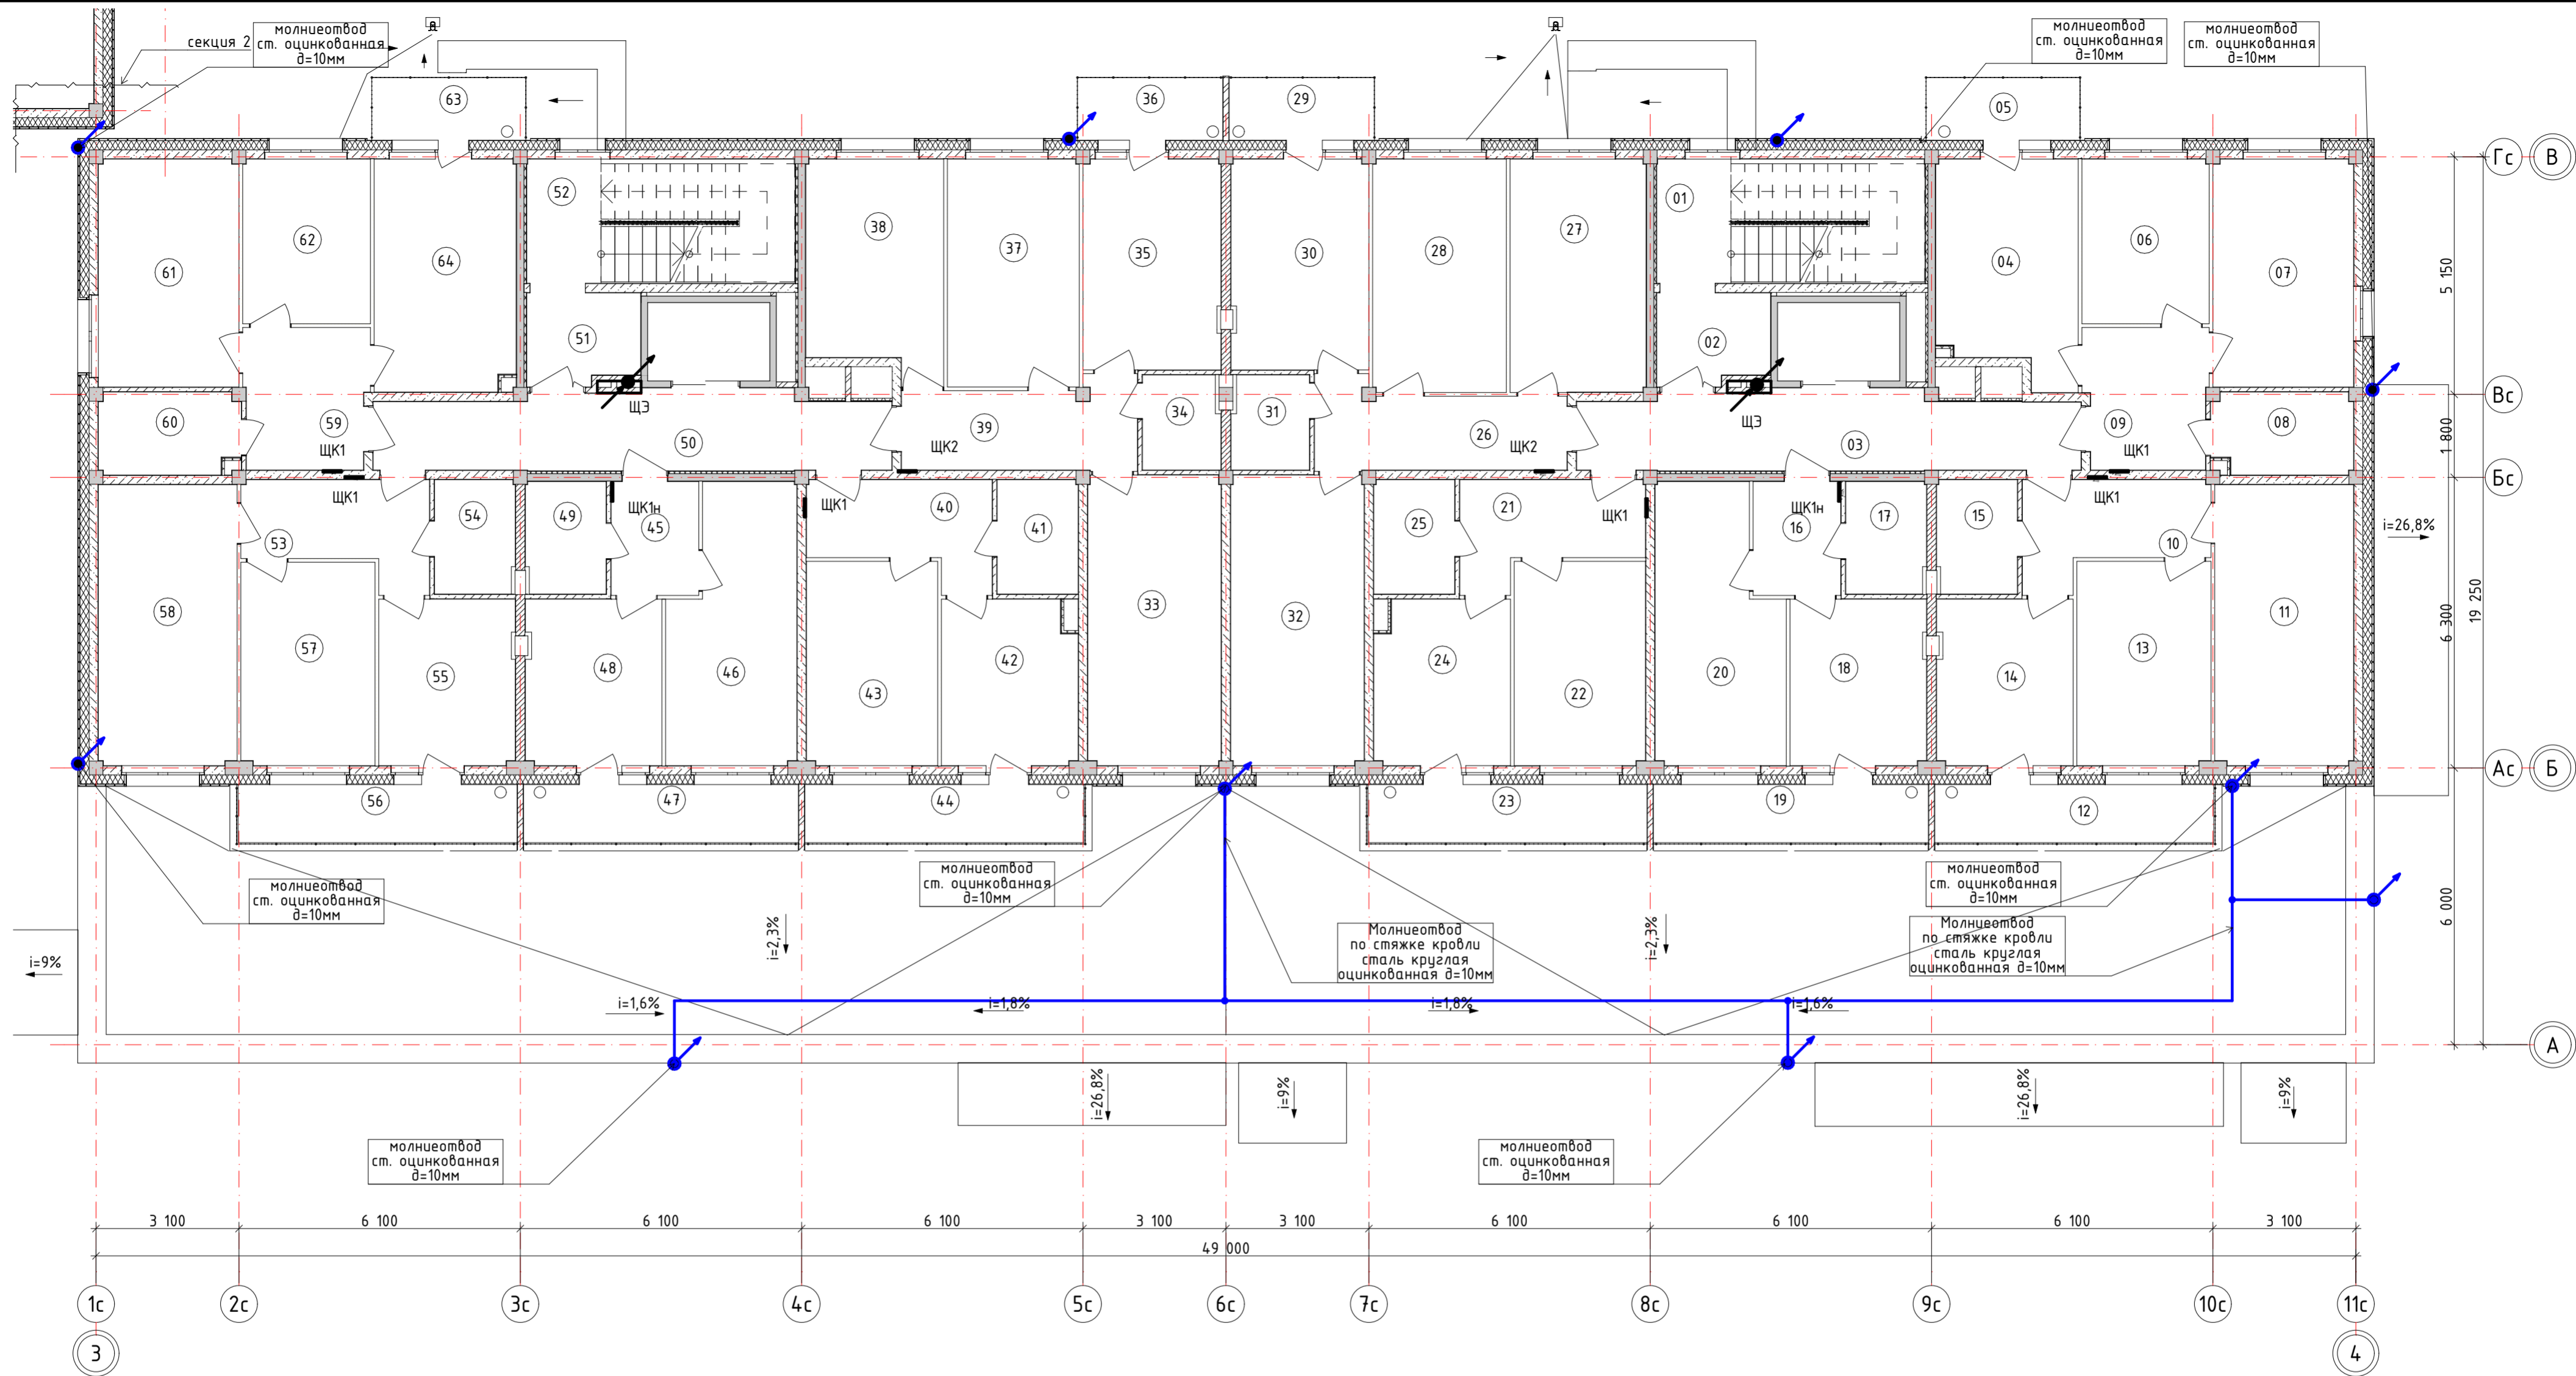 секция 2
молниеотвод
ст. оцинкованная
д=10мм
молниеотвод
ст. оцинкованная
д=10мм
молниеотвод
ст. оцинкованная
д=10мм
63
36
29
05
Гс
В
52
01
62
38
37
35
30
28
27
04
06
61
64
07
5 150
51
02
ЩЭ
ЩЭ
Вс
60
59
50
39
34
31
26
03
09
08
1 800
ЩК1
ЩК2
ЩК2
ЩК1
Бс
ЩК1
ЩК1н
ЩК1
ЩК1
ЩК1н
ЩК1
54
49
45
40
41
25
21
16
17
15
10
53
i=26,8%
58
57
55
48
46
43
42
33
32
24
22
20
18
14
13
11
6 300
19 250
Ас
Б
56
47
44
23
19
12
молниеотвод
ст. оцинкованная
д=10мм
молниеотвод
ст. оцинкованная
д=10мм
молниеотвод
ст. оцинкованная
д=10мм
Молниеотвод
по стяжке кровли
сталь круглая
оцинкованная д=10мм
Молниеотвод
по стяжке кровли
сталь круглая
оцинкованная д=10мм
6 000
i=9%
i=2,3%
i=2,3%
i=1,6%
i=1,8%
i=1,8%
i=1,6%
А
i=26,8%
i=9%
i=26,8%
i=9%
молниеотвод
ст. оцинкованная
д=10мм
молниеотвод
ст. оцинкованная
д=10мм
3 100
6 100
6 100
6 100
3 100
3 100
6 100
6 100
6 100
3 100
49 000
1с
2с
3с
4с
5с
6с
7с
8с
9с
10с
11с
3
4